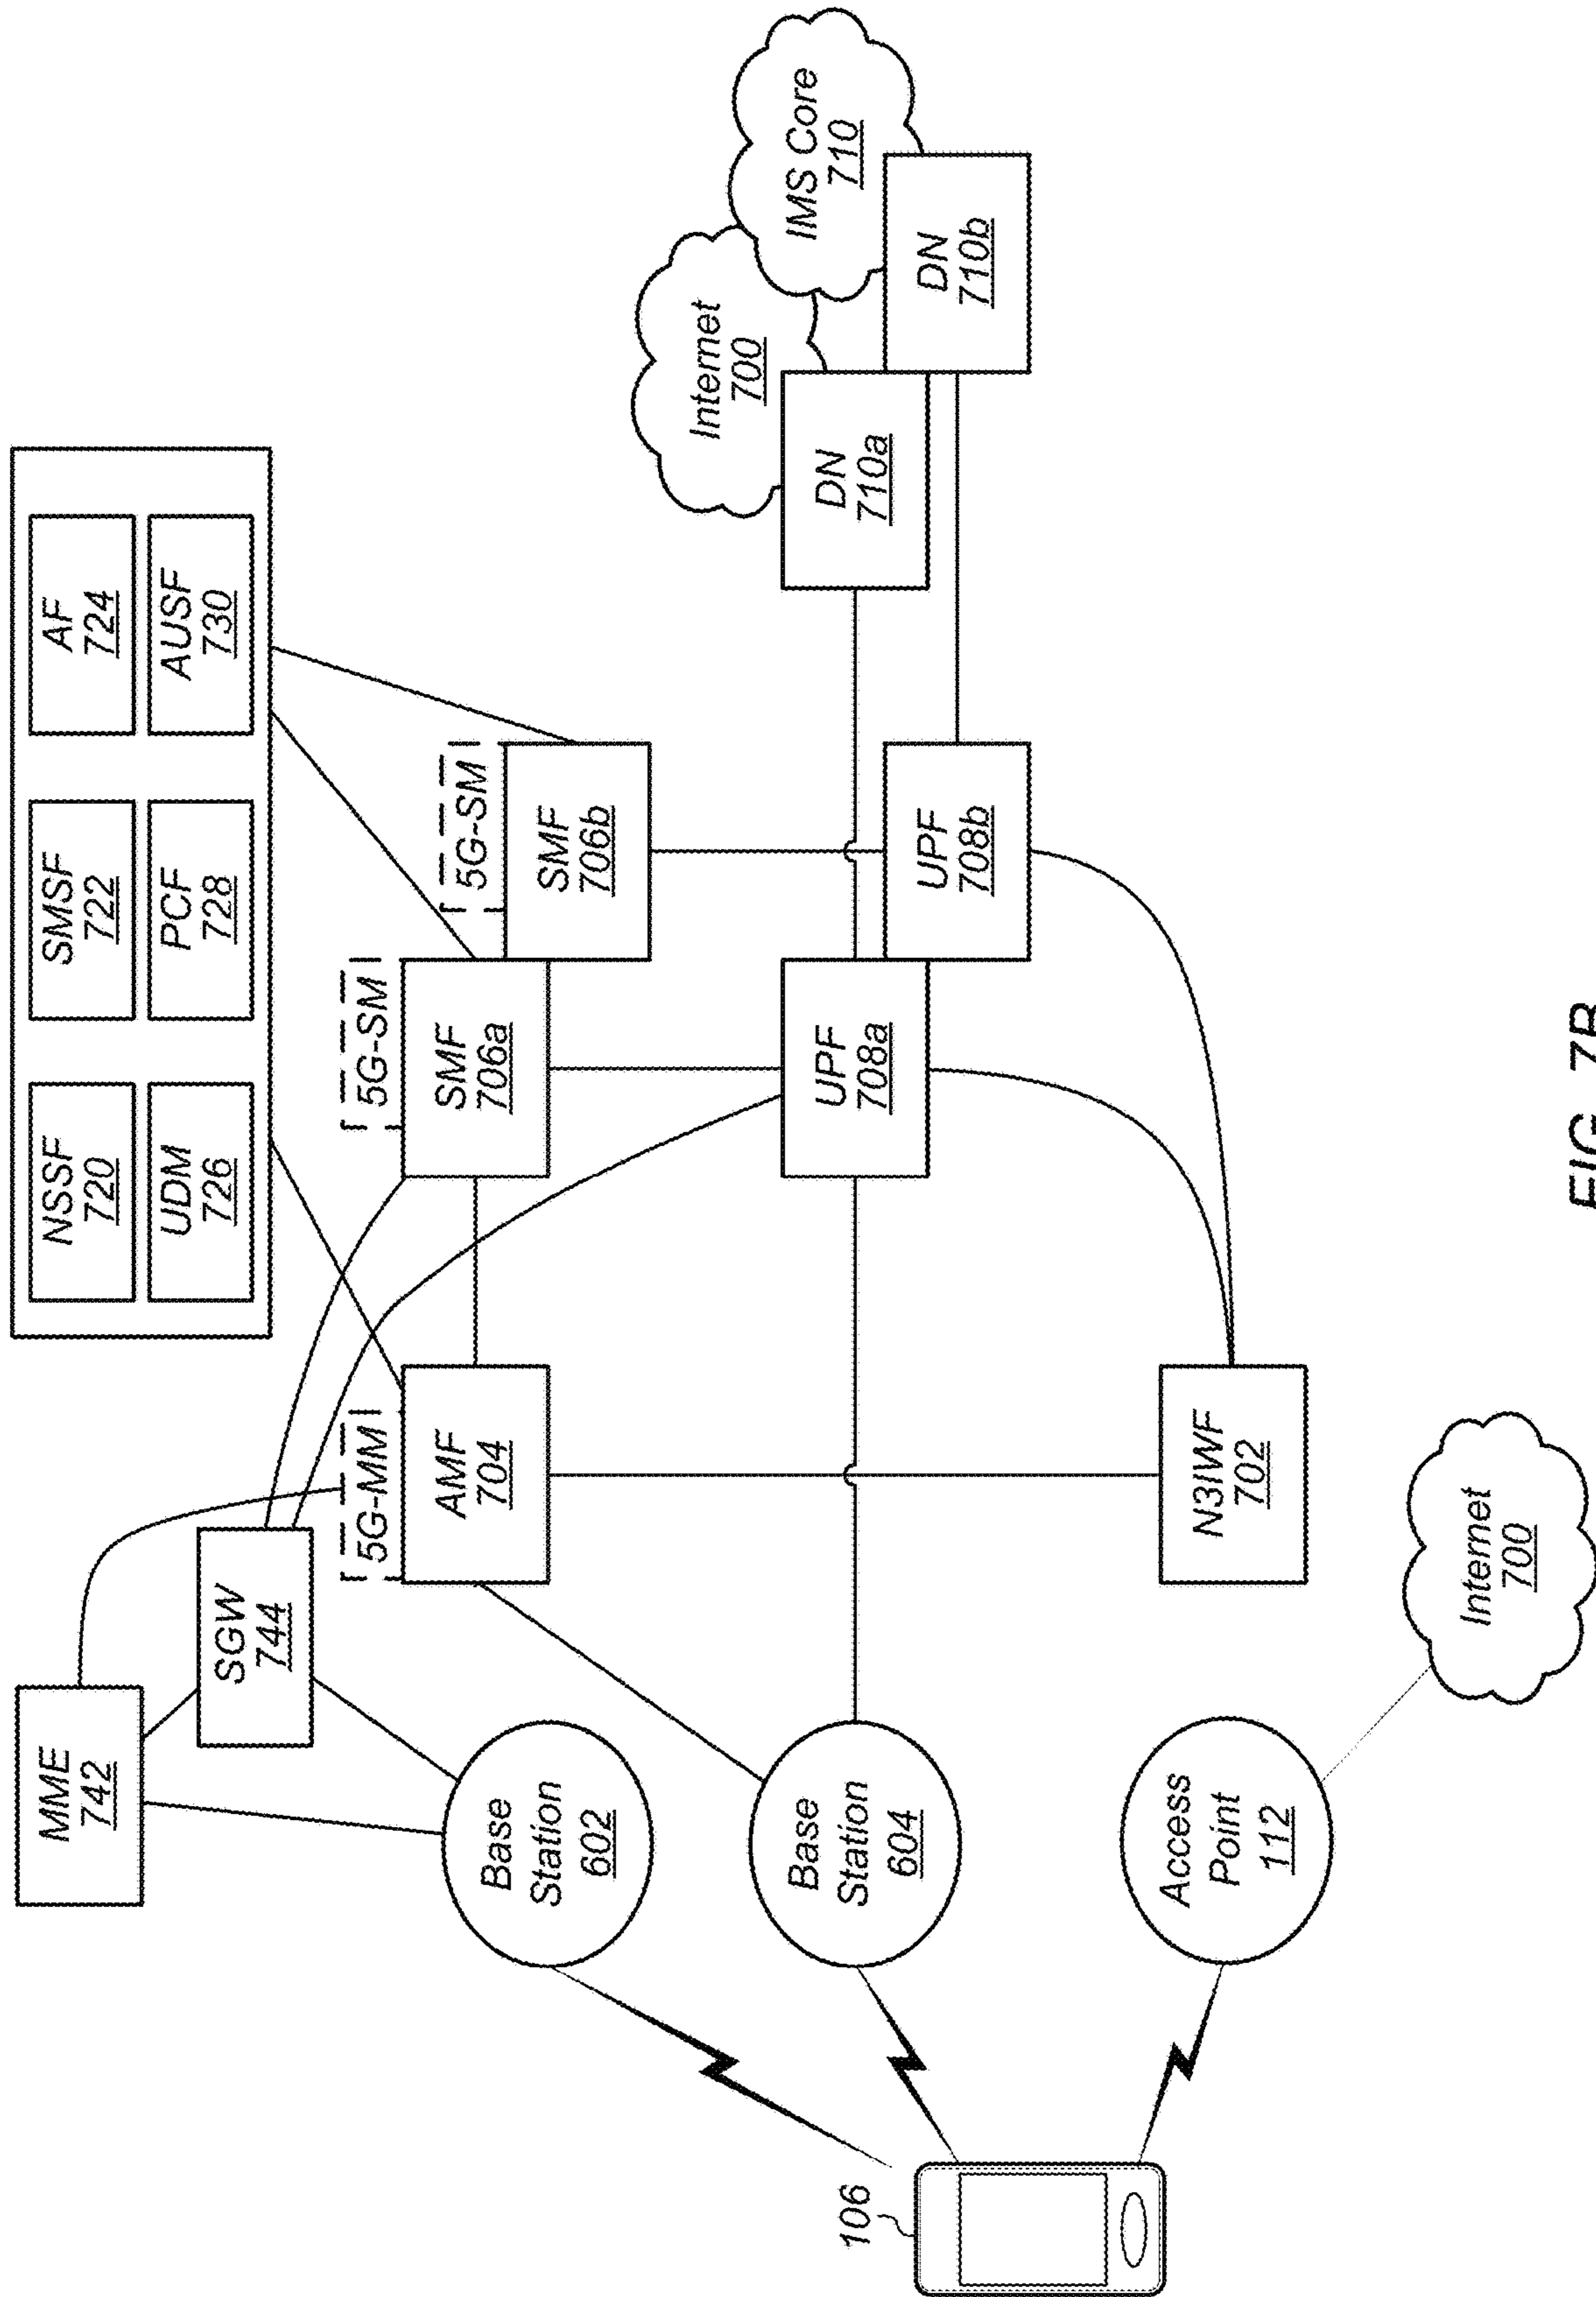 NSSF
720
SMSF
722
AF
724
UDM
726
PCF
728
AUSF
730
MME
742
SGW
744
5G-MM
AMF
704
5G-SM
SMF
706a
5G-SM
SMF
706b
Base
Station
602
Base
Station
604
UPF
708a
UPF
708b
Internet
700
DN
710a
IMS Core
710
DN
710b
106
Access
Point
112
N3IWF
702
Internet
700
FIG. 7B